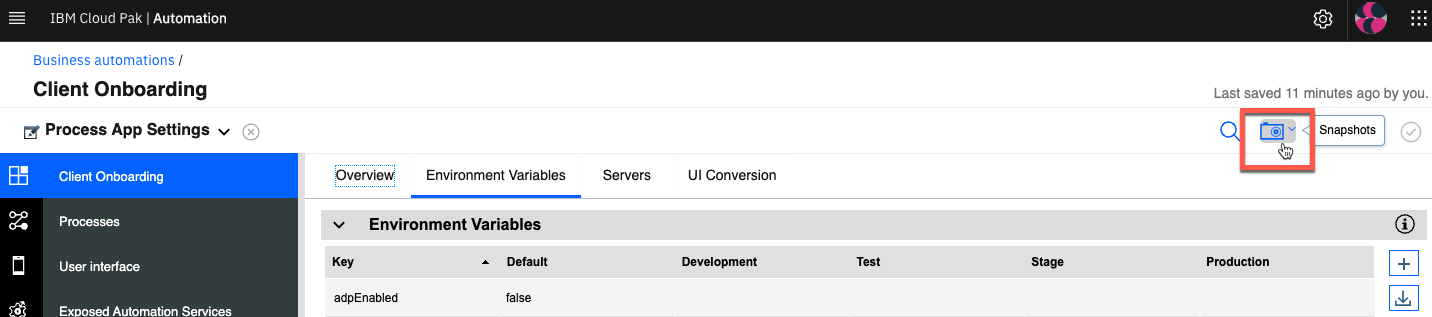 IBM Cloud Pak | Automation
Business automations /
Client Onboarding
Last saved 11 minutes ago by you.
Process App Settings
Snapshots
Client Onboarding
Overview Environment Variables Servers UI Conversion
Processes
Environment Variables
Key Default Development Test Stage Production
User interface
adpEnabled false
Exposed Automation Services